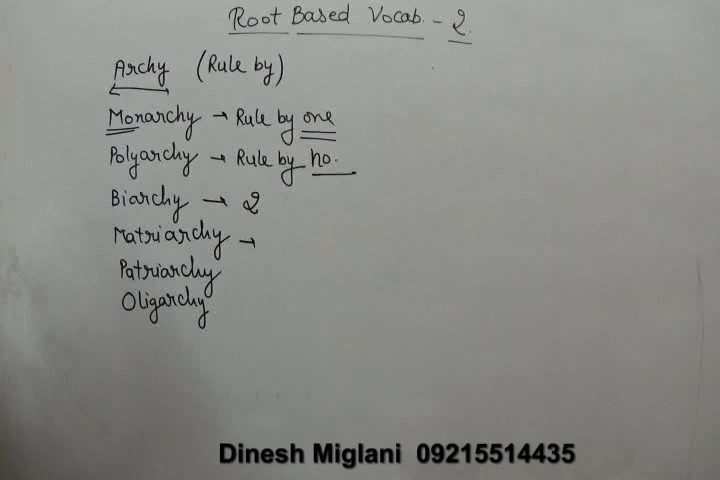 Root Based Vocab. - 2.
Archy (Rule by)
Monarchy → Rule by one
Polyarchy → Rule by no.
Biarchy → 2
Matriarchy →
Patriarchy
Oligarchy
Dinesh Miglani 09215514435